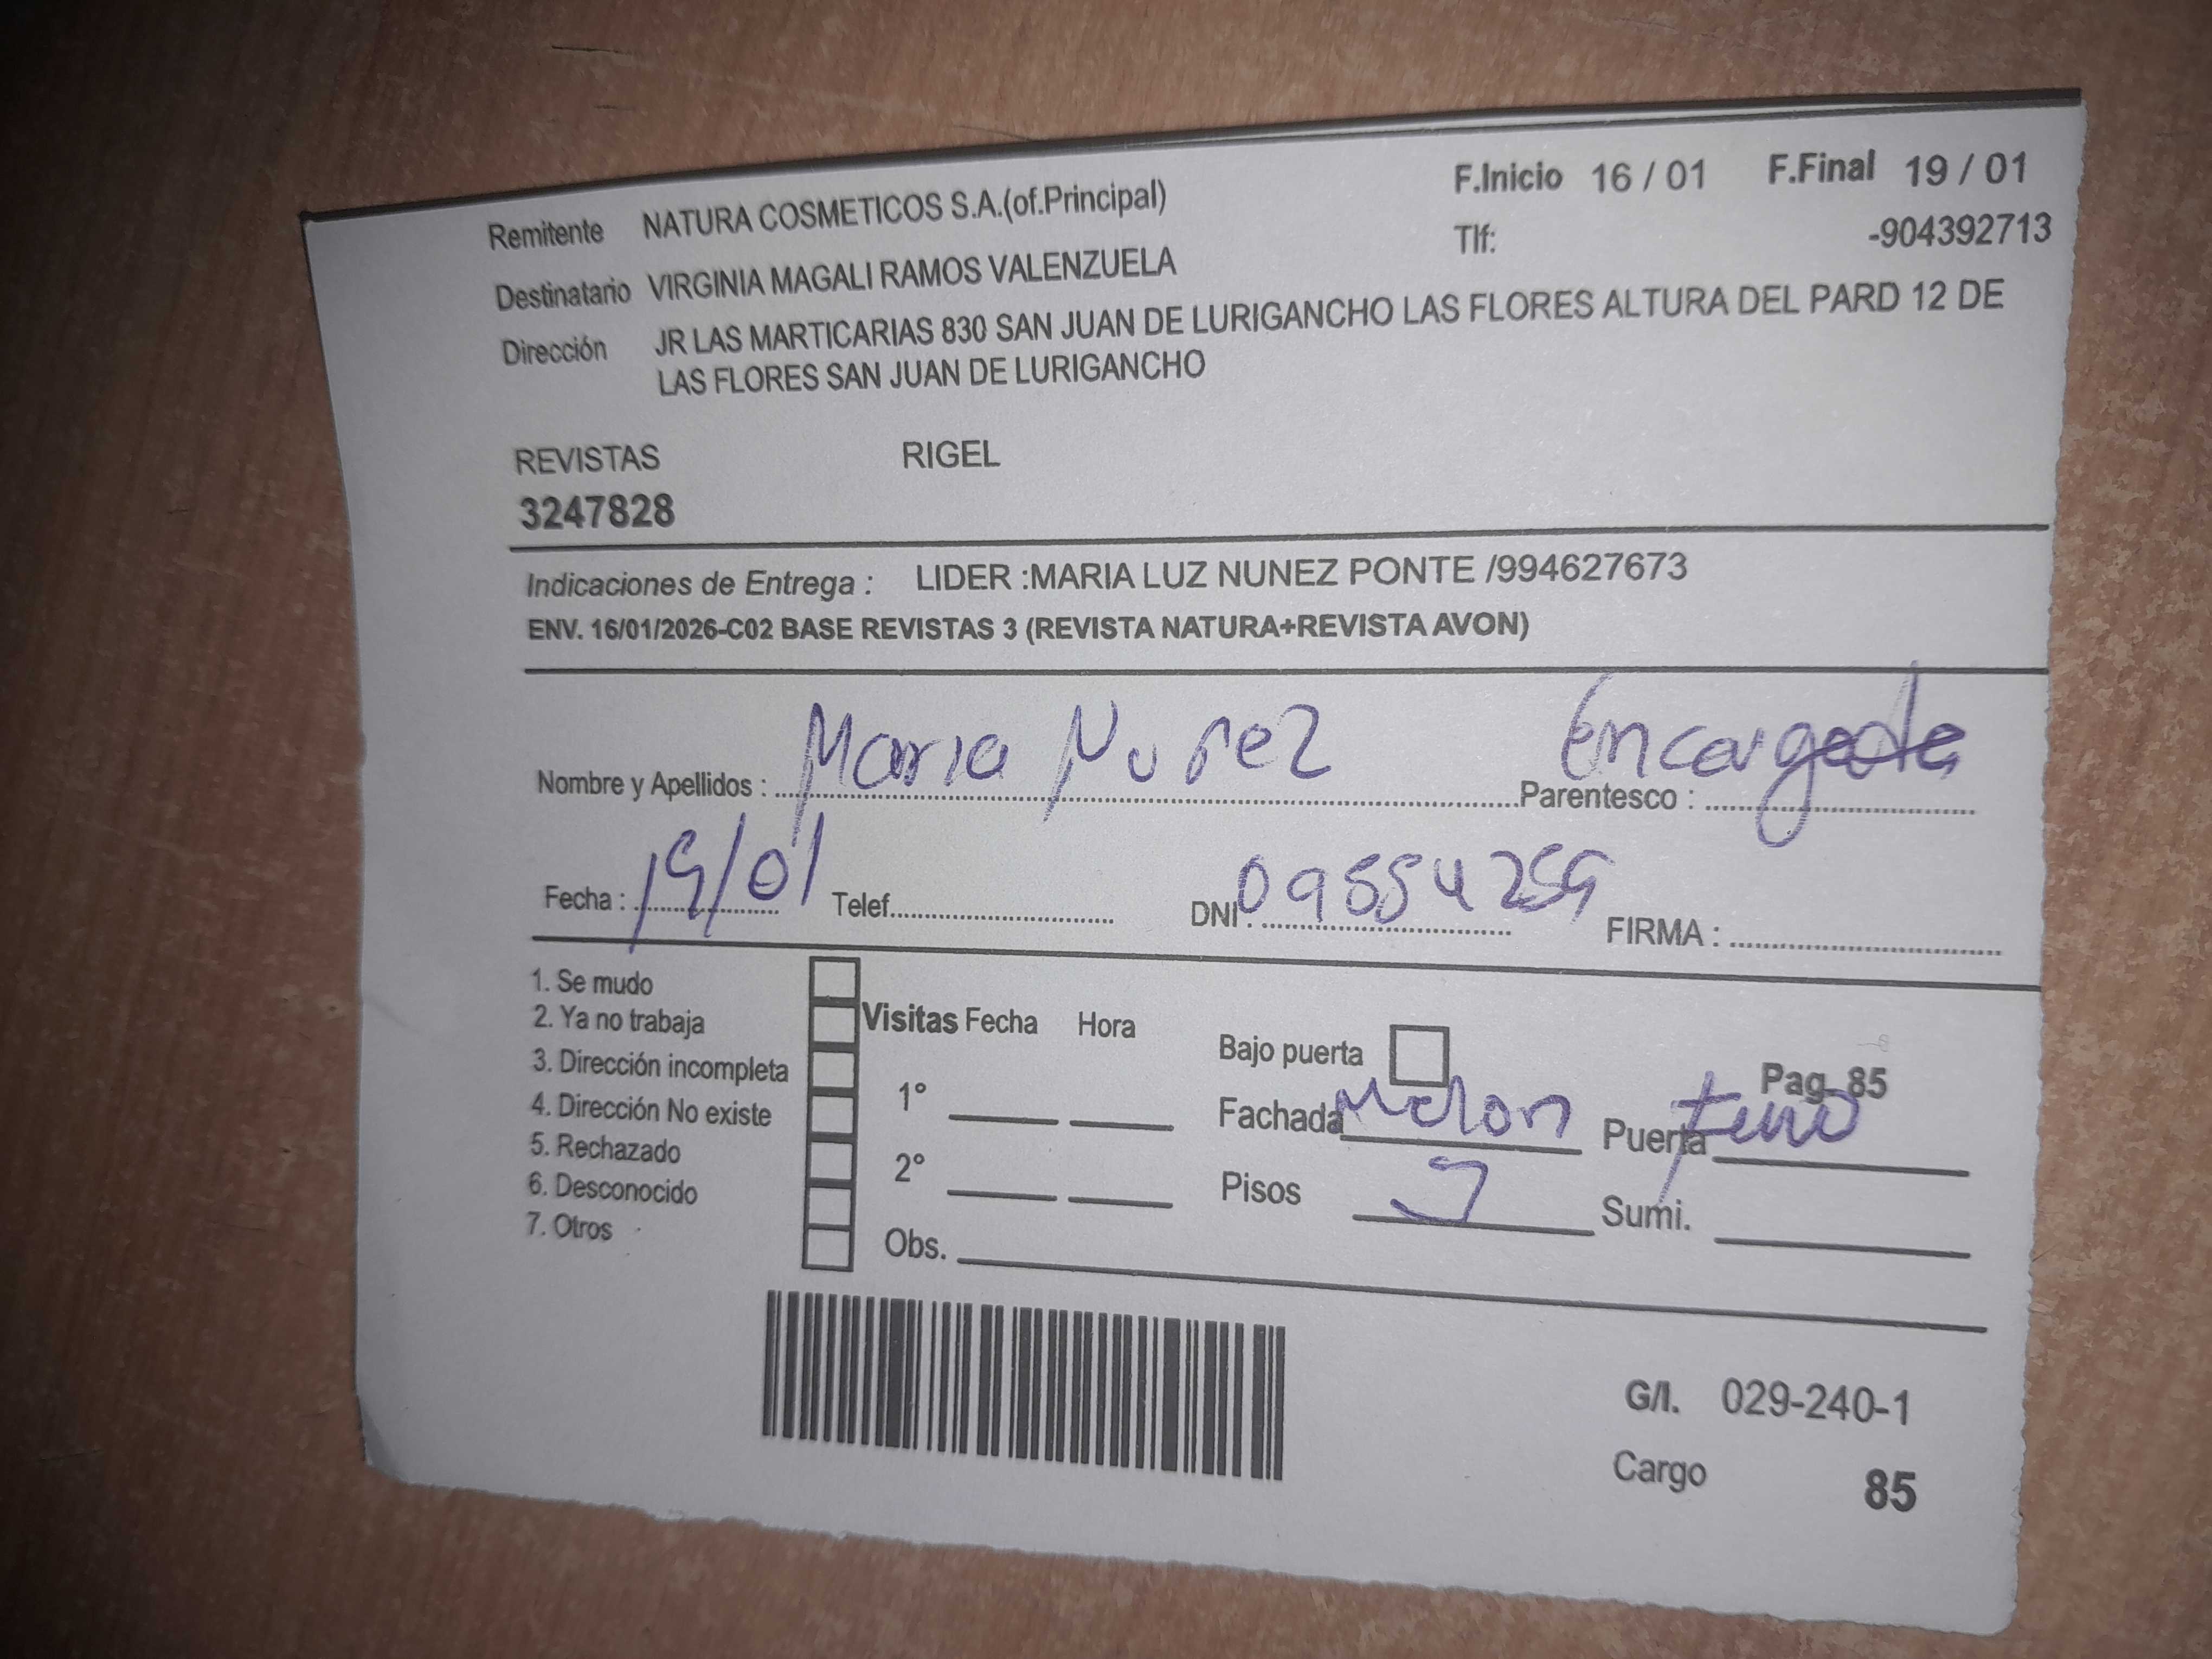 Remitente NATURA COSMETICOS S.A.(of.Principal) F.Inicio 16 / 01 F.Final 19 / 01
Destinatario VIRGINIA MAGALI RAMOS VALENZUELA Tlf: -904392713
Dirección JR LAS MARTICARIAS 830 SAN JUAN DE LURIGANCHO LAS FLORES ALTURA DEL PARD 12 DE
LAS FLORES SAN JUAN DE LURIGANCHO
REVISTAS RIGEL
3247828
Indicaciones de Entrega : LIDER :MARIA LUZ NUNEZ PONTE /994627673
ENV. 16/01/2026-C02 BASE REVISTAS 3 (REVISTA NATURA+REVISTA AVON)
Nombre y Apellidos : Maria Nuñez Parentesco : Encargada
Fecha : 19/01 Telef. DNI : FIRMA :
1. Se mudo
2. Ya no trabaja Visitas Fecha Hora
3. Dirección incompleta Bajo puerta Pag. 85
4. Dirección No existe 1° Fachada Melon Puerta
5. Rechazado
6. Desconocido 2° Pisos Sumi.
7. Otros Obs.
G/I. 029-240-1
Cargo 85